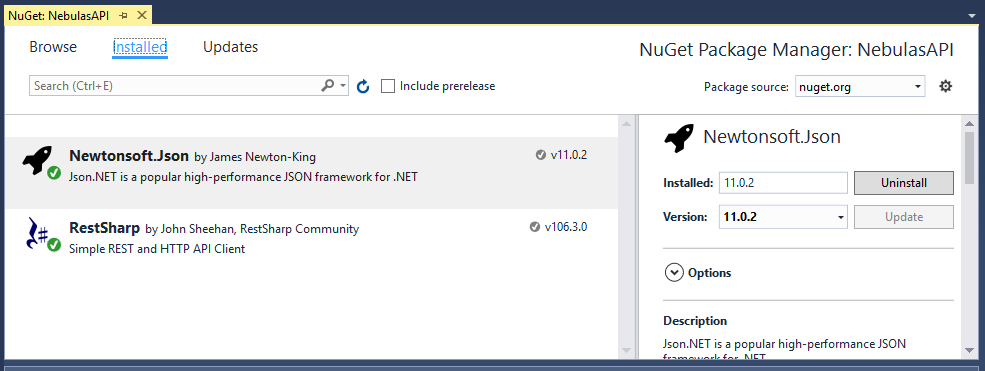 NuGet: NebulasAPI
Browse Installed Updates
NuGet Package Manager: NebulasAPI
Search (Ctrl+E)
Include prerelease
Package source: nuget.org
Newtonsoft.Json by James Newton-King
v11.0.2
Json.NET is a popular high-performance JSON framework for .NET
RestSharp by John Sheehan, RestSharp Community
v106.3.0
Simple REST and HTTP API Client
Newtonsoft.Json
Installed: 11.0.2 Uninstall
Version: 11.0.2 Update
Options
Description
Json.NET is a popular high-performance JSON
framework for .NET